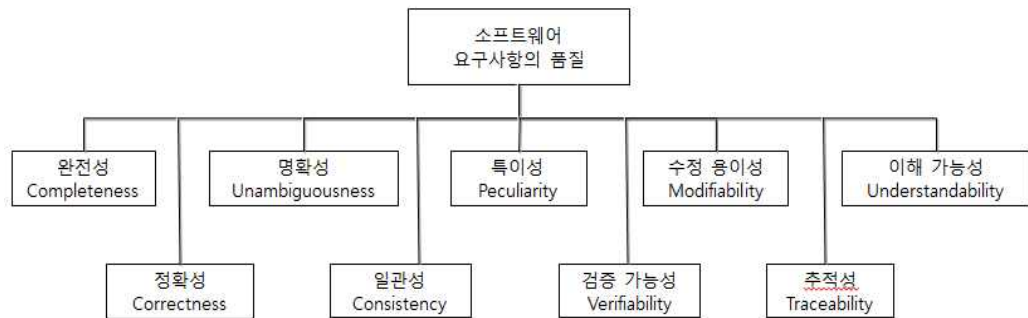 소프트웨어
요구사항의 품질
완전성
Completeness
명확성
Unambiguousness
특이성
Peculiarity
수정 용이성
Modifiability
이해 가능성
Understandability
정확성
Correctness
일관성
Consistency
검증 가능성
Verifiability
추적성
Traceability